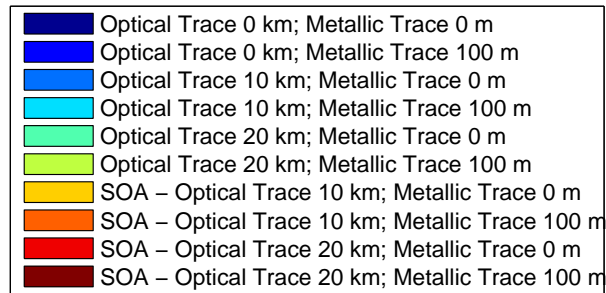 Optical Trace 0 km; Metallic Trace 0 m
Optical Trace 0 km; Metallic Trace 100 m
Optical Trace 10 km; Metallic Trace 0 m
Optical Trace 10 km; Metallic Trace 100 m
Optical Trace 20 km; Metallic Trace 0 m
Optical Trace 20 km; Metallic Trace 100 m
SOA – Optical Trace 10 km; Metallic Trace 0 m
SOA – Optical Trace 10 km; Metallic Trace 100 m
SOA – Optical Trace 20 km; Metallic Trace 0 m
SOA – Optical Trace 20 km; Metallic Trace 100 m